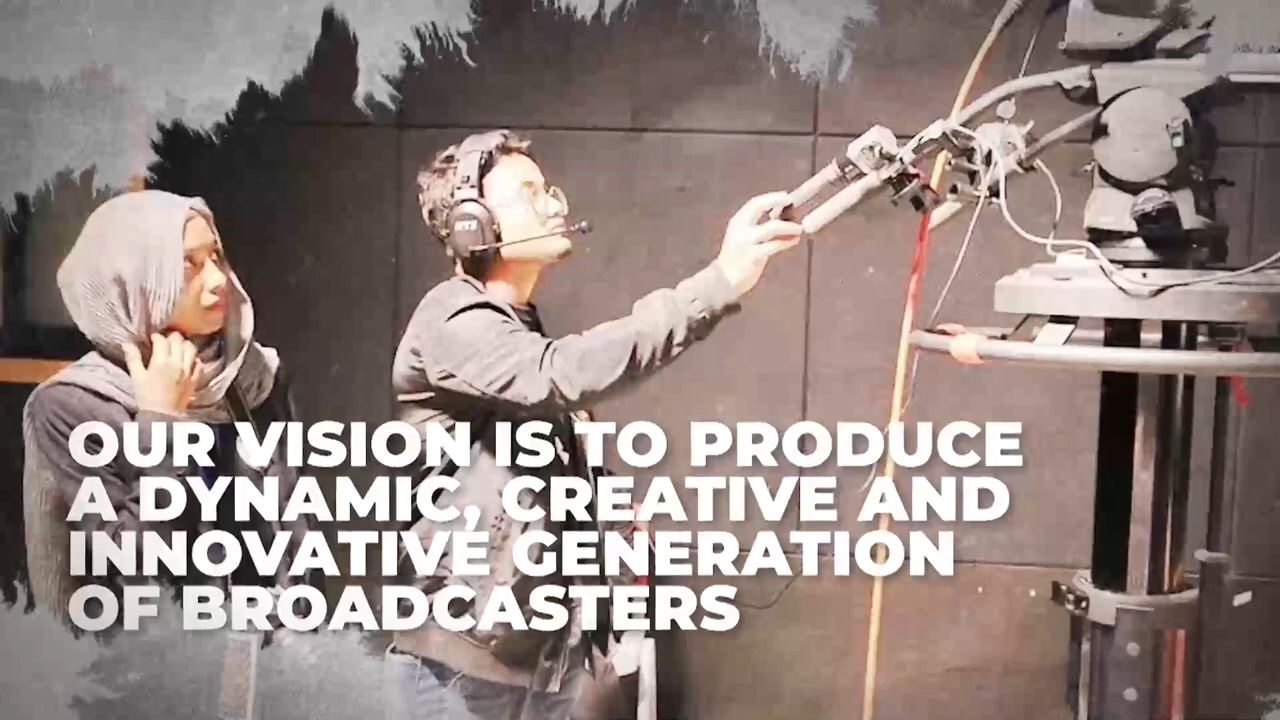 OUR VISION IS TO PRODUCE
A DYNAMIC, CREATIVE AND
INNOVATIVE GENERATION
OF BROADCASTERS